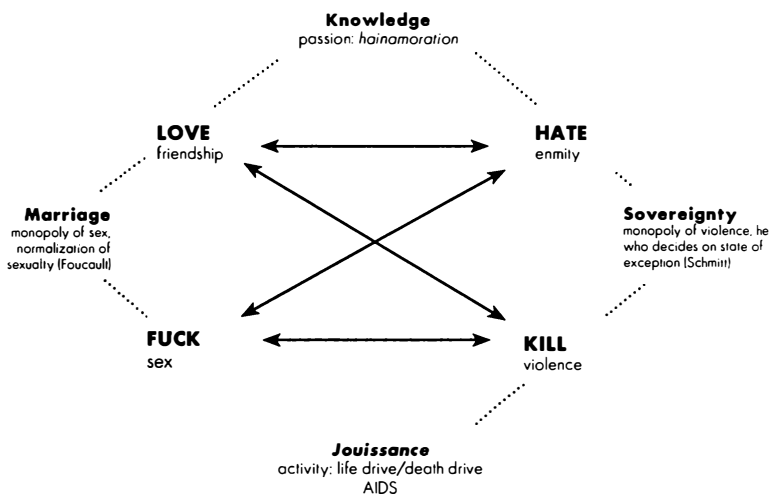 Knowledge
passion: hainamoration
LOVE
friendship
HATE
enmity
Marriage
monopoly of sex,
normalization of
sexualty (Foucault)
Sovereignty
monopoly of violence, he
who decides on state of
exception (Schmitt)
FUCK
sex
KILL
violence
Jouissance
activity: life drive/death drive
AIDS